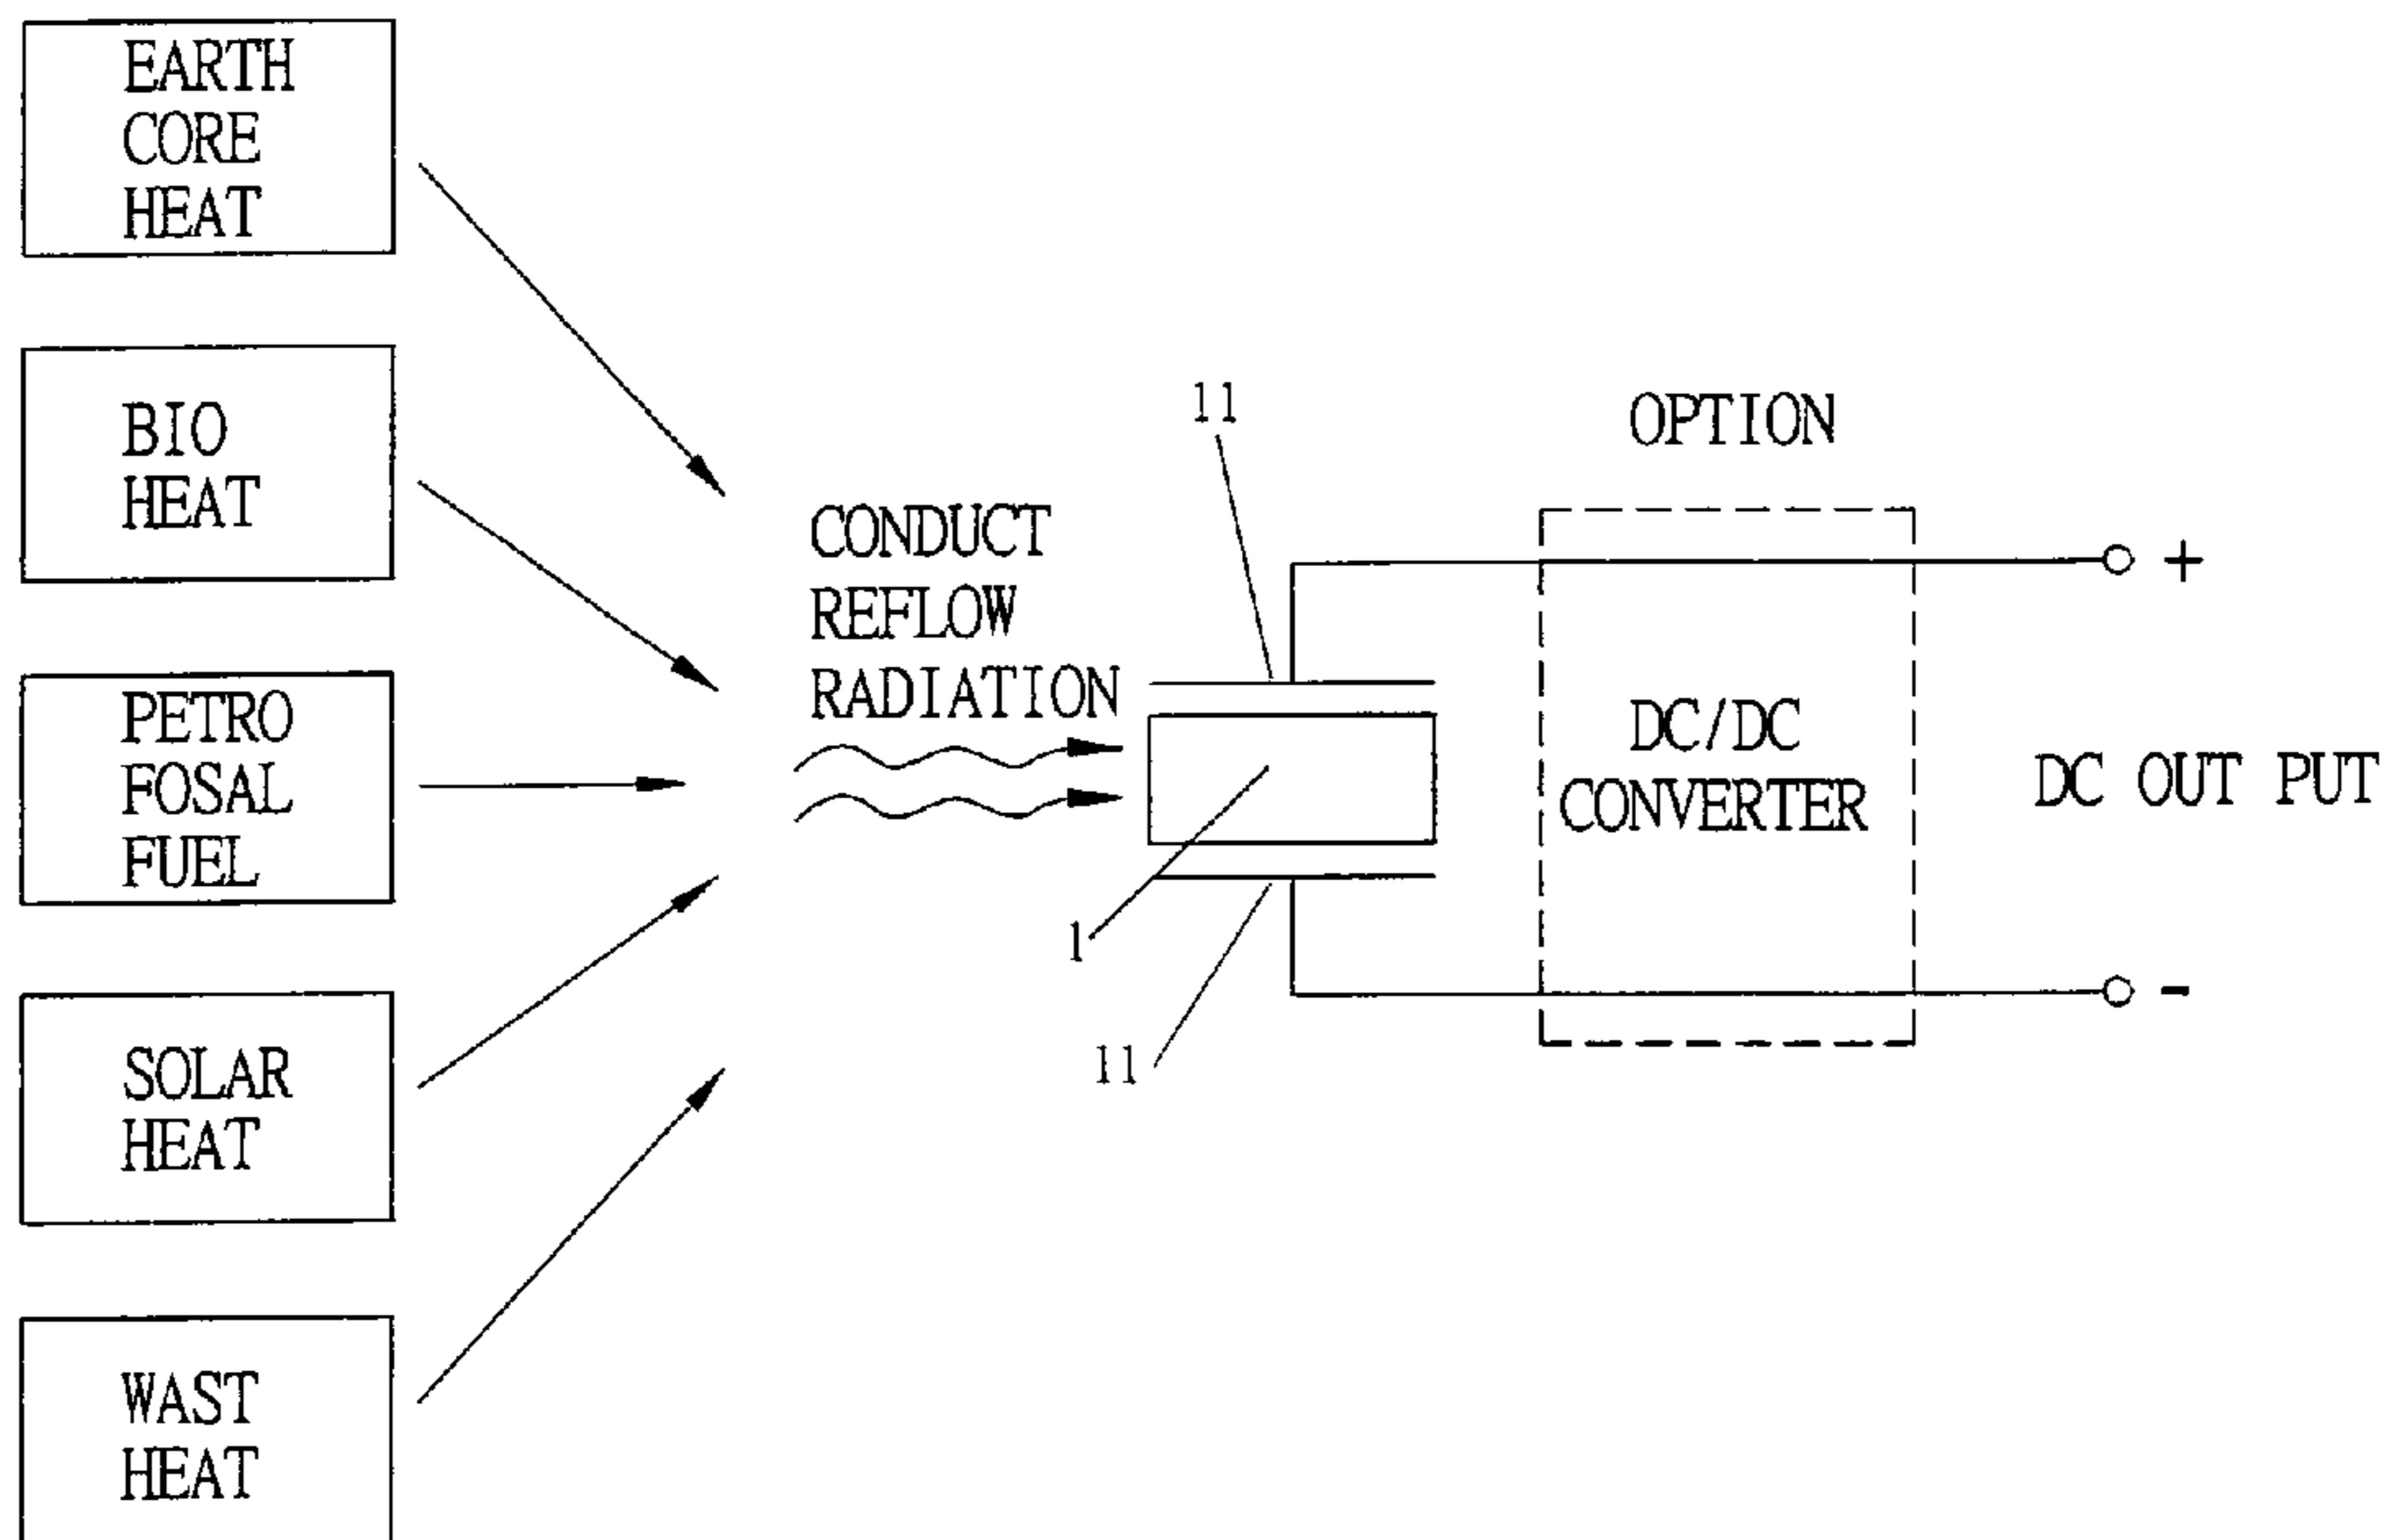 EARTH
CORE
HEAT
BIO
HEAT
PETRO
FOSAL
FUEL
SOLAR
HEAT
WAST
HEAT
CONDUCT
REFLOW
RADIATION
11
1
11
OPTION
DC/DC
CONVERTER
+
DC OUT PUT
-